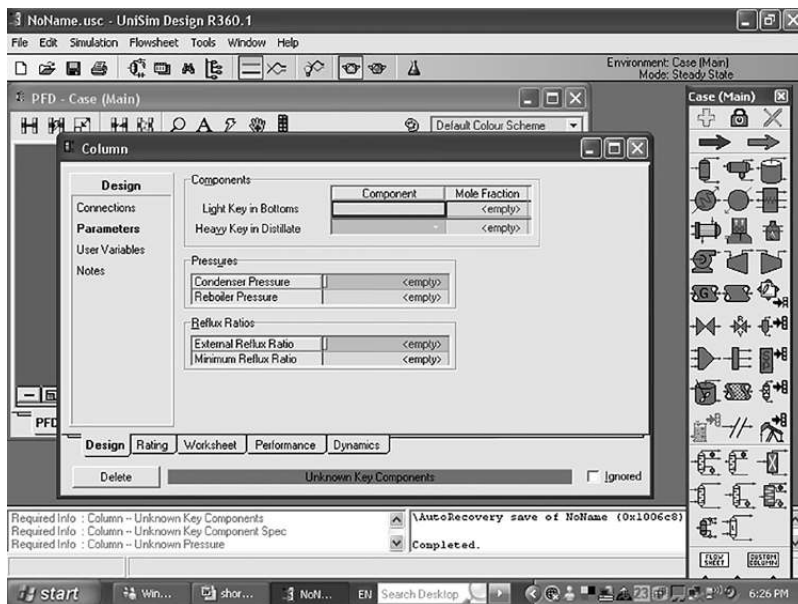 NoName.usc - UniSim Design R360.1
File Edit Simulation Flowsheet Tools Window Help
Environment: Case (Main)
Mode: Steady State
PFD - Case (Main)
Case (Main)
A
Default Colour Scheme
Column
Design
Connections
Parameters
User Variables
Notes
Components
Component Mole Fraction
Light Key in Bottoms <empty>
Heavy Key in Distillate <empty>
Pressures
Condenser Pressure <empty>
Reboiler Pressure <empty>
Reflux Ratios
External Reflux Ratio <empty>
Minimum Reflux Ratio <empty>
PFD
Design Rating Worksheet Performance Dynamics
Delete Unknown Key Components Ignored
Required Info : Column -- Unknown Key Components
Required Info : Column -- Unknown Key Component Spec
Required Info : Column -- Unknown Pressure
\AutoRecovery save of NoName (0x1006c8)
Completed.
FLOW SHEET
CUSTOM COLUMN
start Win... shor... NoN... EN Search Desktop 23 6:26 PM